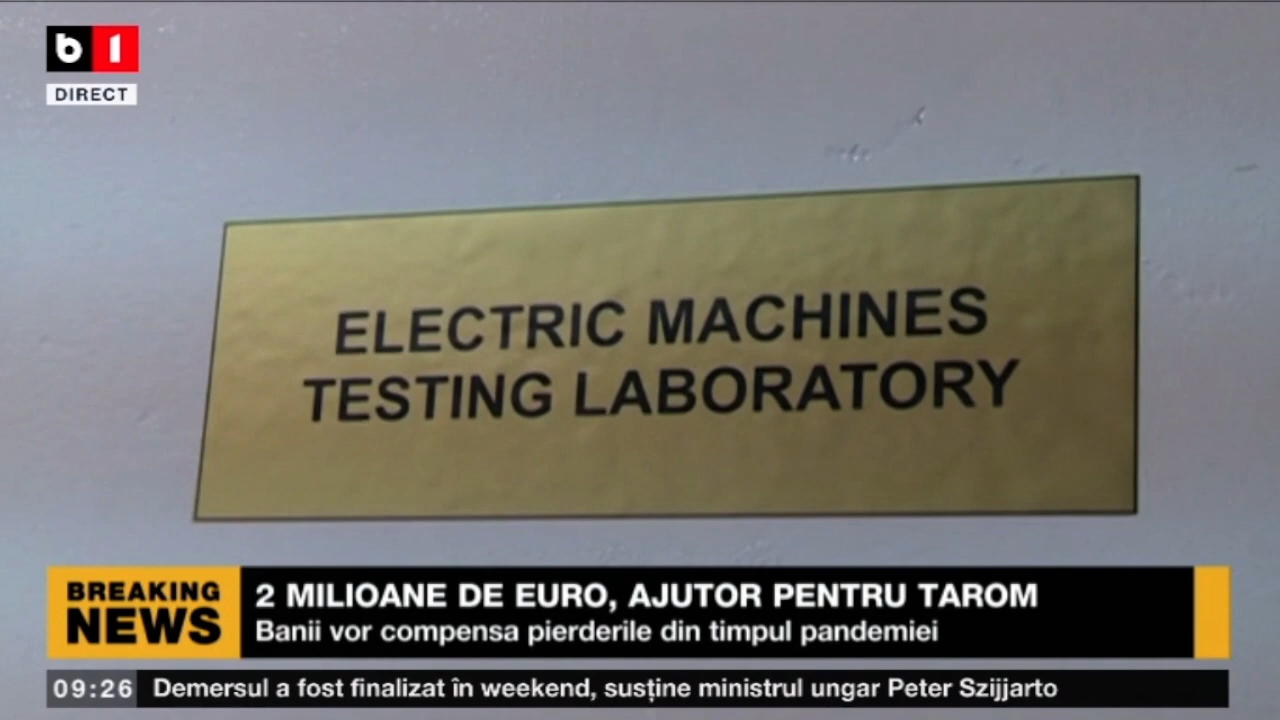 b1
DIRECT
ELECTRIC MACHINES
TESTING LABORATORY
BREAKING
NEWS
2 MILIOANE DE EURO, AJUTOR PENTRU TAROM
Banii vor compensa pierderile din timpul pandemiei
09:26 Demersul a fost finalizat în weekend, susține ministrul ungar Peter Szijjarto